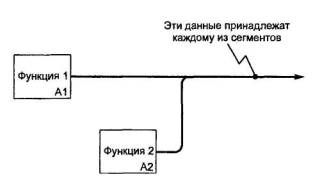 Эти данные принадлежат
каждому из сегментов
Функция 1
A1
Функция 2
A2